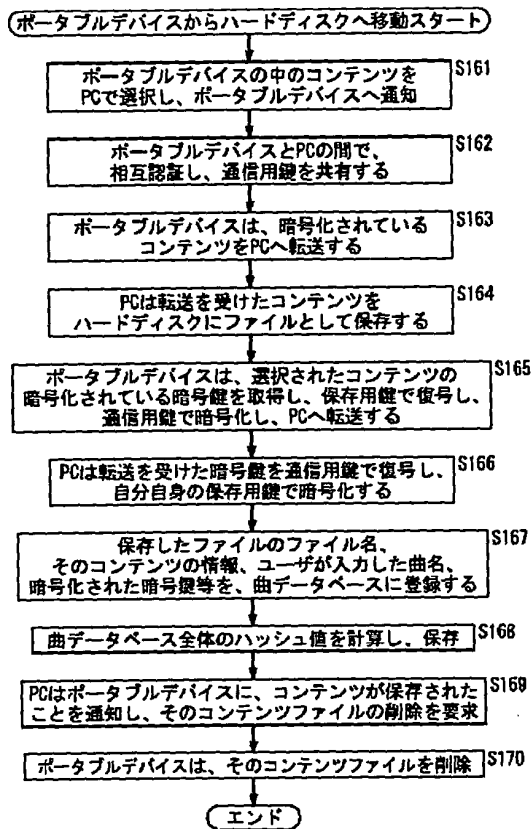 ポータブルデバイスからハードディスクへ移動スタート
S161
ポータブルデバイスの中のコンテンツを
PCで選択し、ポータブルデバイスへ通知
S162
ポータブルデバイスとPCの間で、
相互認証し、通信用鍵を共有する
S163
ポータブルデバイスは、暗号化されている
コンテンツをPCへ転送する
S164
PCは転送を受けたコンテンツを
ハードディスクにファイルとして保存する
S165
ポータブルデバイスは、選択されたコンテンツの
暗号化されている暗号鍵を取得し、保存用鍵で復号し、
通信用鍵で暗号化し、PCへ転送する
S166
PCは転送を受けた暗号鍵を通信用鍵で復号し、
自分自身の保存用鍵で暗号化する
S167
保存したファイルのファイル名、
そのコンテンツの情報、ユーザが入力した曲名、
暗号化された暗号鍵等を、曲データベースに登録する
S168
曲データベース全体のハッシュ値を計算し、保存
S169
PCはポータブルデバイスに、コンテンツが保存された
ことを通知し、そのコンテンツファイルの削除を要求
S170
ポータブルデバイスは、そのコンテンツファイルを削除
エンド